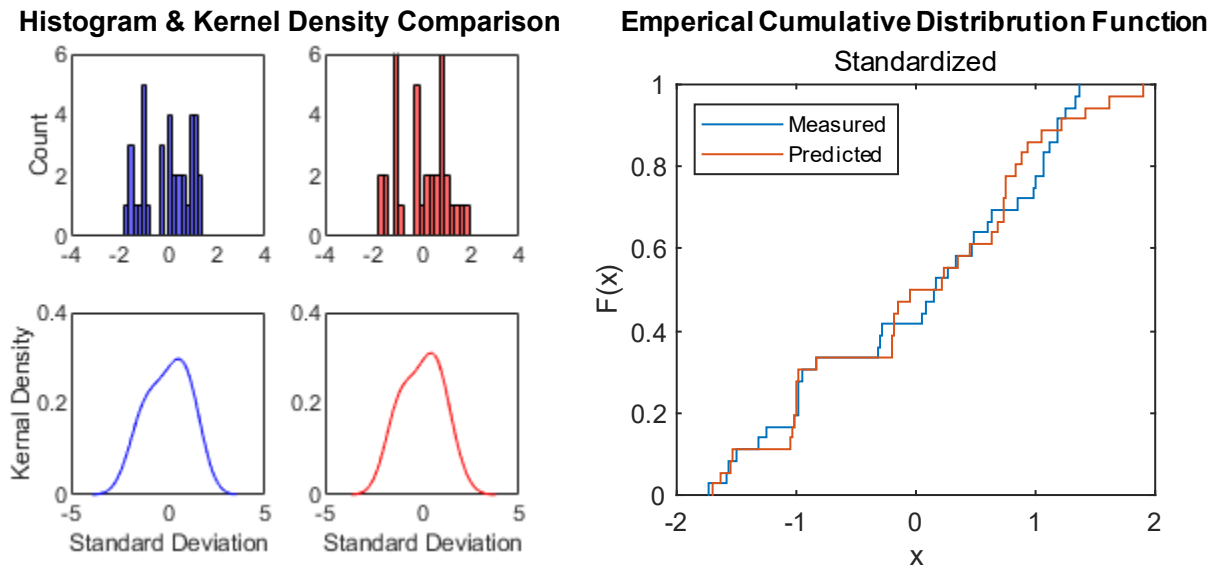 Histogram & Kernel Density Comparison
6
4
2
0
Count
-4 -2 0 2 4
6
4
2
0
-4 -2 0 2 4
0.4
0.2
0
Kernal Density
-5 0 5
Standard Deviation
0.4
0.2
0
-5 0 5
Standard Deviation
Emperical Cumulative Distribrution Function
Standardized
1
0.8
0.6
0.4
0.2
0
F(x)
Measured
Predicted
-2 -1 0 1 2
x